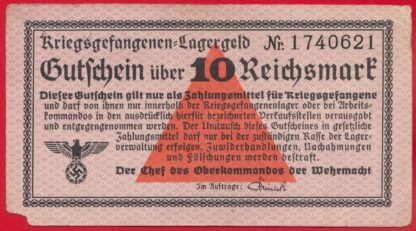 Kriegsgefangenen-Lagergeld Nr. 1740621
Gutschein über 10 Reichsmark
Dieser Gutschein gilt nur als Zahlungsmittel für Kriegsgefangene
und darf von ihnen nur innerhalb der Kriegsgefangenenlager oder bei Arbeits-
kommandos in den ausdrücklich hierfür bezeichneten Verkaufsstellen verausgabt
und entgegengenommen werden. Der Umtausch dieses Gutscheines in gesetzliche
Zahlungsmittel darf nur bei der zuständigen Kasse der Lager-
verwaltung erfolgen. Zuwiderhandlungen, Nachahmungen
und Fälschungen werden bestraft.
Der Chef des Oberkommandos der Wehrmacht
Im Auftrage: